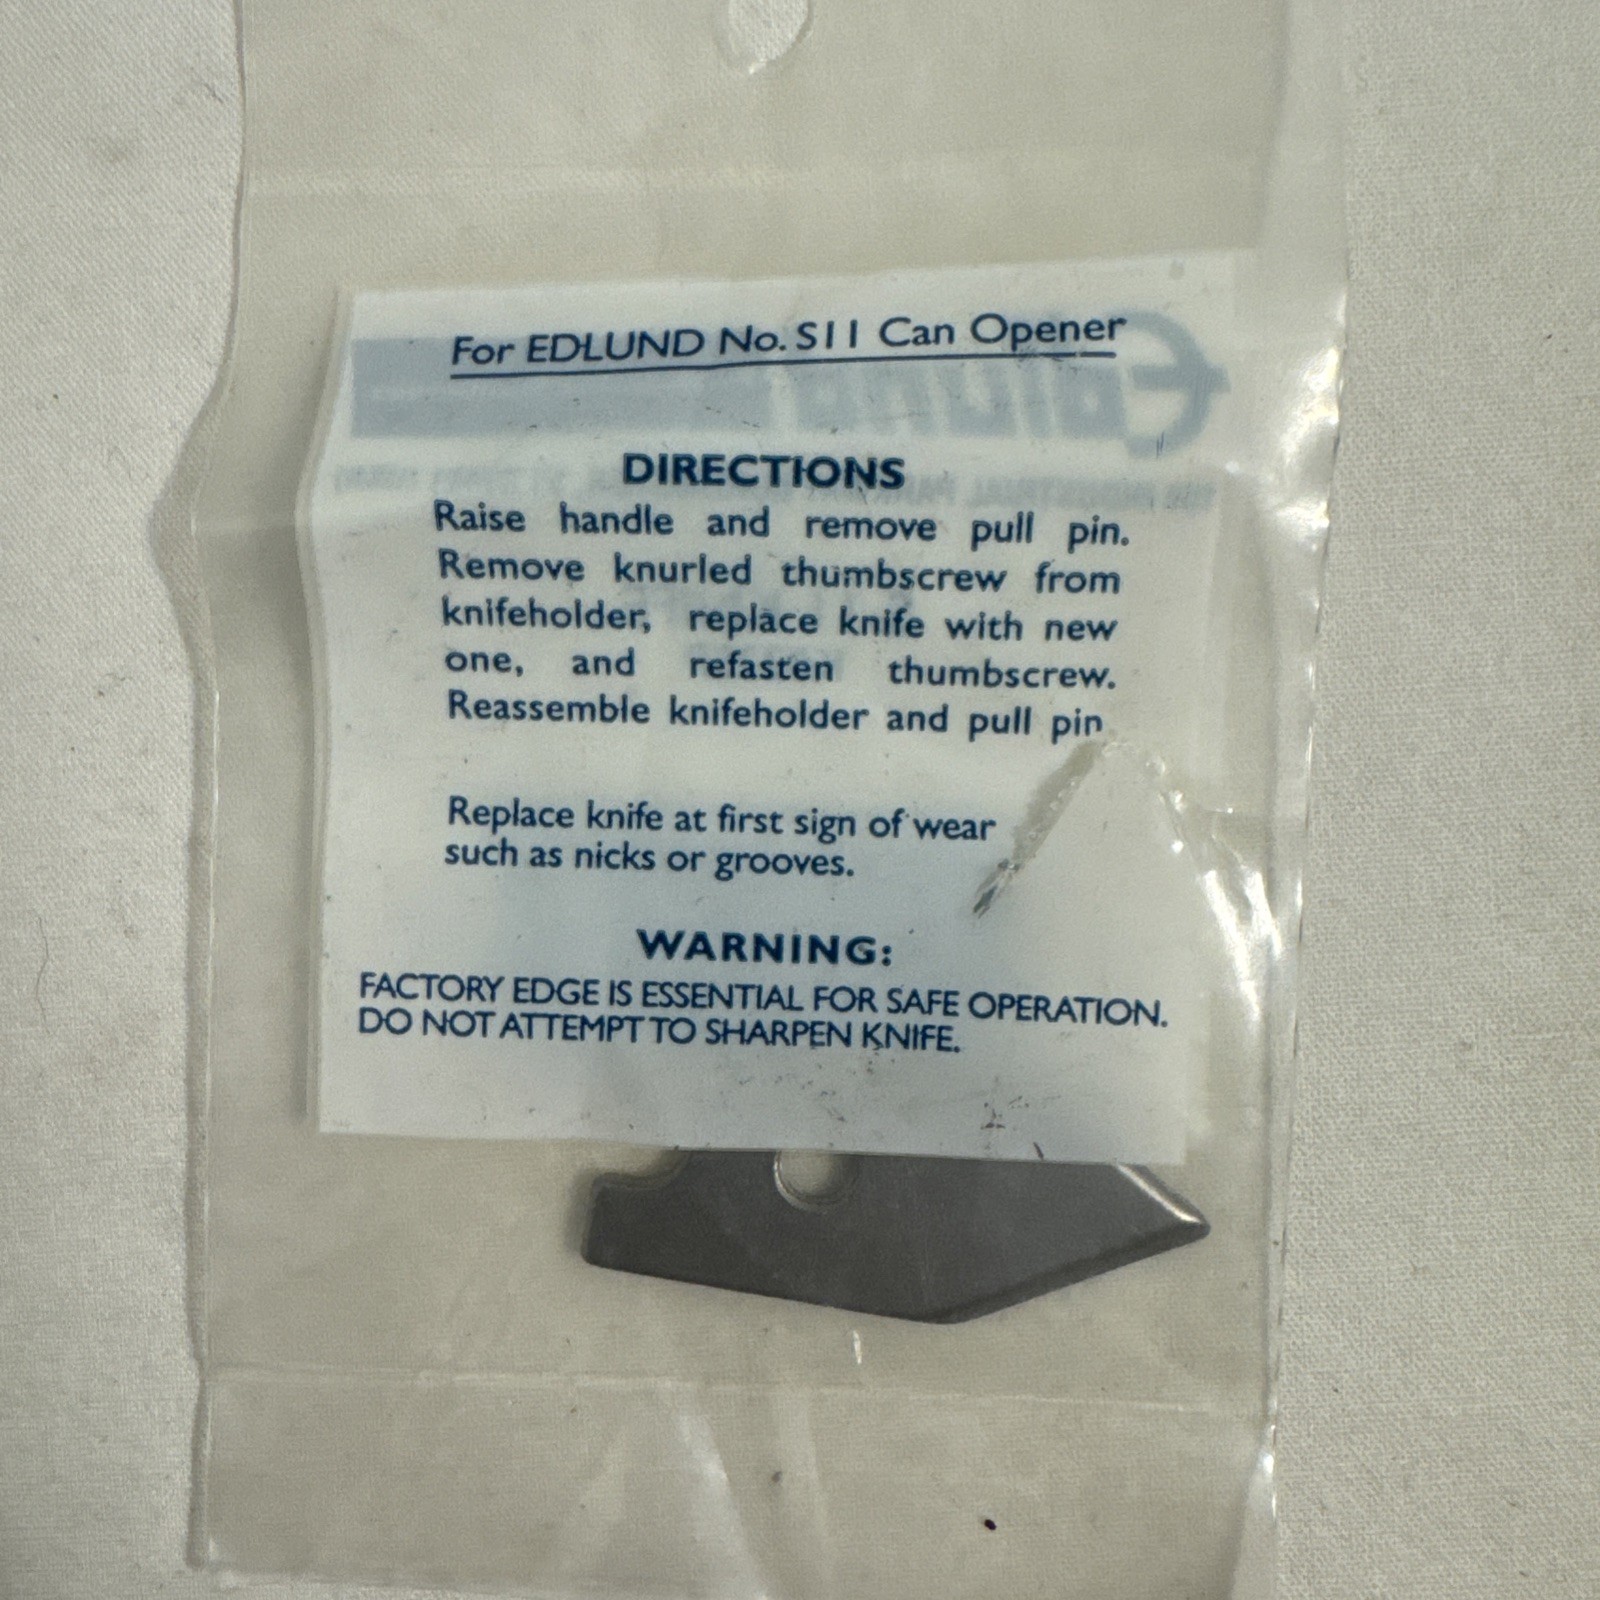 For EDLUND No. S11 Can Opener
DIRECTIONS
Raise handle and remove pull pin.
Remove knurled thumbscrew from
knifeholder, replace knife with new
one, and refasten thumbscrew.
Reassemble knifeholder and pull pin
Replace knife at first sign of wear
such as nicks or grooves.
WARNING:
FACTORY EDGE IS ESSENTIAL FOR SAFE OPERATION.
DO NOT ATTEMPT TO SHARPEN KNIFE.
Edlund
INDUSTRIAL PARKWAY